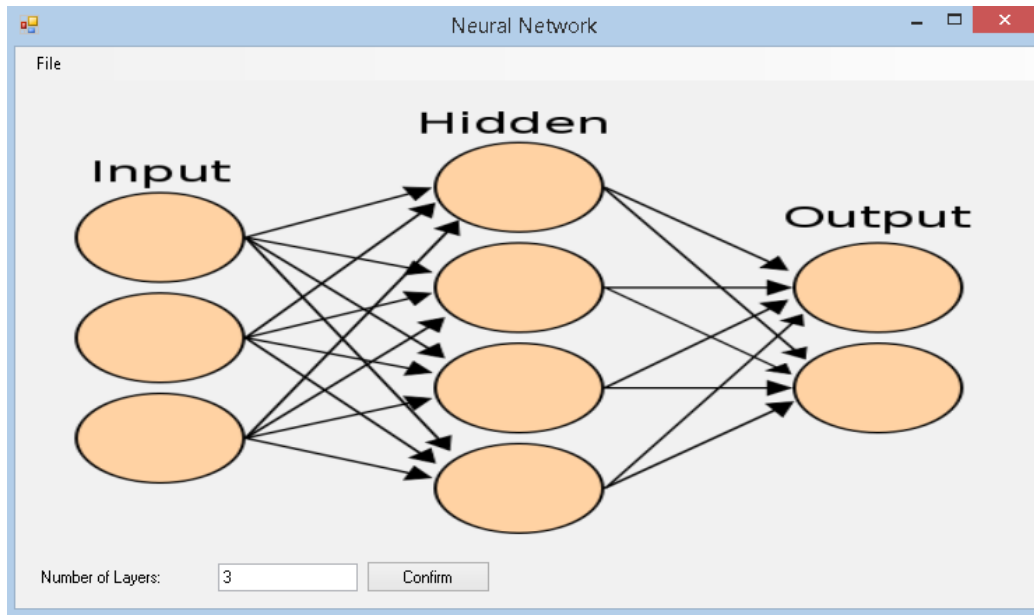 Neural Network
File
Hidden
Input
Output
Number of Layers: 3 Confirm